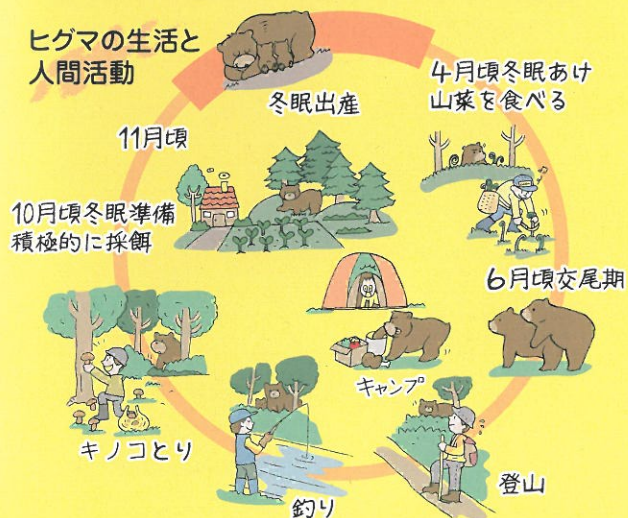 ヒグマの生活と
人間活動
冬眠出産
4月頃冬眠あけ
山菜を食べる
11月頃
10月頃冬眠準備
積極的に採餌
6月頃交尾期
キャンプ
キノコとり
登山
釣り